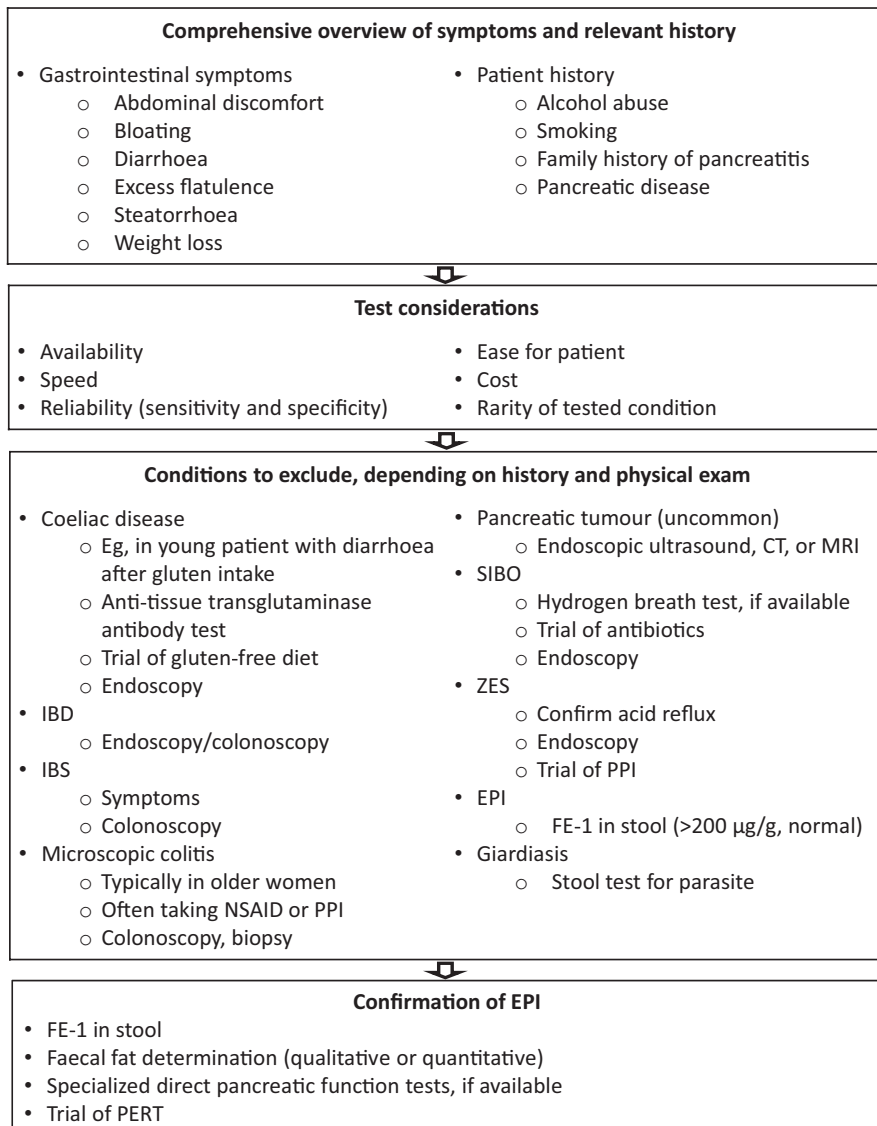 Comprehensive overview of symptoms and relevant history
• Gastrointestinal symptoms
○ Abdominal discomfort
○ Bloating
○ Diarrhoea
○ Excess flatulence
○ Steatorrhoea
○ Weight loss
• Patient history
○ Alcohol abuse
○ Smoking
○ Family history of pancreatitis
○ Pancreatic disease
Test considerations
• Availability
• Speed
• Reliability (sensitivity and specificity)
• Ease for patient
• Cost
• Rarity of tested condition
Conditions to exclude, depending on history and physical exam
• Coeliac disease
○ Eg, in young patient with diarrhoea
after gluten intake
○ Anti-tissue transglutaminase
antibody test
○ Trial of gluten-free diet
○ Endoscopy
• IBD
○ Endoscopy/colonoscopy
• IBS
○ Symptoms
○ Colonoscopy
• Microscopic colitis
○ Typically in older women
○ Often taking NSAID or PPI
○ Colonoscopy, biopsy
• Pancreatic tumour (uncommon)
○ Endoscopic ultrasound, CT, or MRI
• SIBO
○ Hydrogen breath test, if available
○ Trial of antibiotics
○ Endoscopy
• ZES
○ Confirm acid reflux
○ Endoscopy
○ Trial of PPI
• EPI
○ FE-1 in stool (>200 µg/g, normal)
• Giardiasis
○ Stool test for parasite
Confirmation of EPI
• FE-1 in stool
• Faecal fat determination (qualitative or quantitative)
• Specialized direct pancreatic function tests, if available
• Trial of PERT